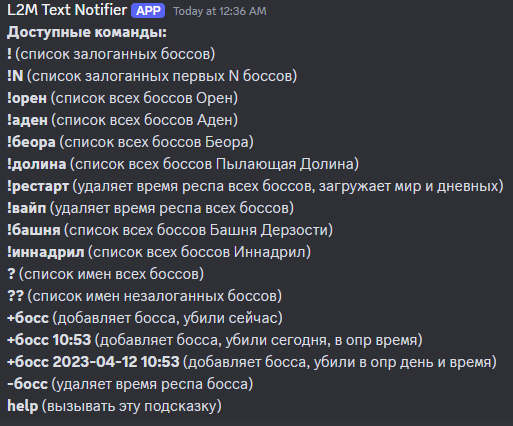 L2M Text Notifier APP Today at 12:36 AM
Доступные команды:
! (список залоганных боссов)
!N (список залоганных первых N боссов)
!орен (список всех боссов Орен)
!аден (список всех боссов Аден)
!беора (список всех боссов Беора)
!долина (список всех боссов Пылающая Долина)
!рестарт (удаляет время респа всех боссов, загружает мир и дневных)
!вайп (удаляет время респа всех боссов)
!башня (список всех боссов Башня Дерзости)
!иннадрил (список всех боссов Иннадрил)
? (список имен всех боссов)
?? (список имен незалоганных боссов)
+босс (добавляет босса, убили сейчас)
+босс 10:53 (добавляет босса, убили сегодня, в опр время)
+босс 2023-04-12 10:53 (добавляет босса, убили в опр день и время)
-босс (удаляет время респа босса)
help (вызывать эту подсказку)